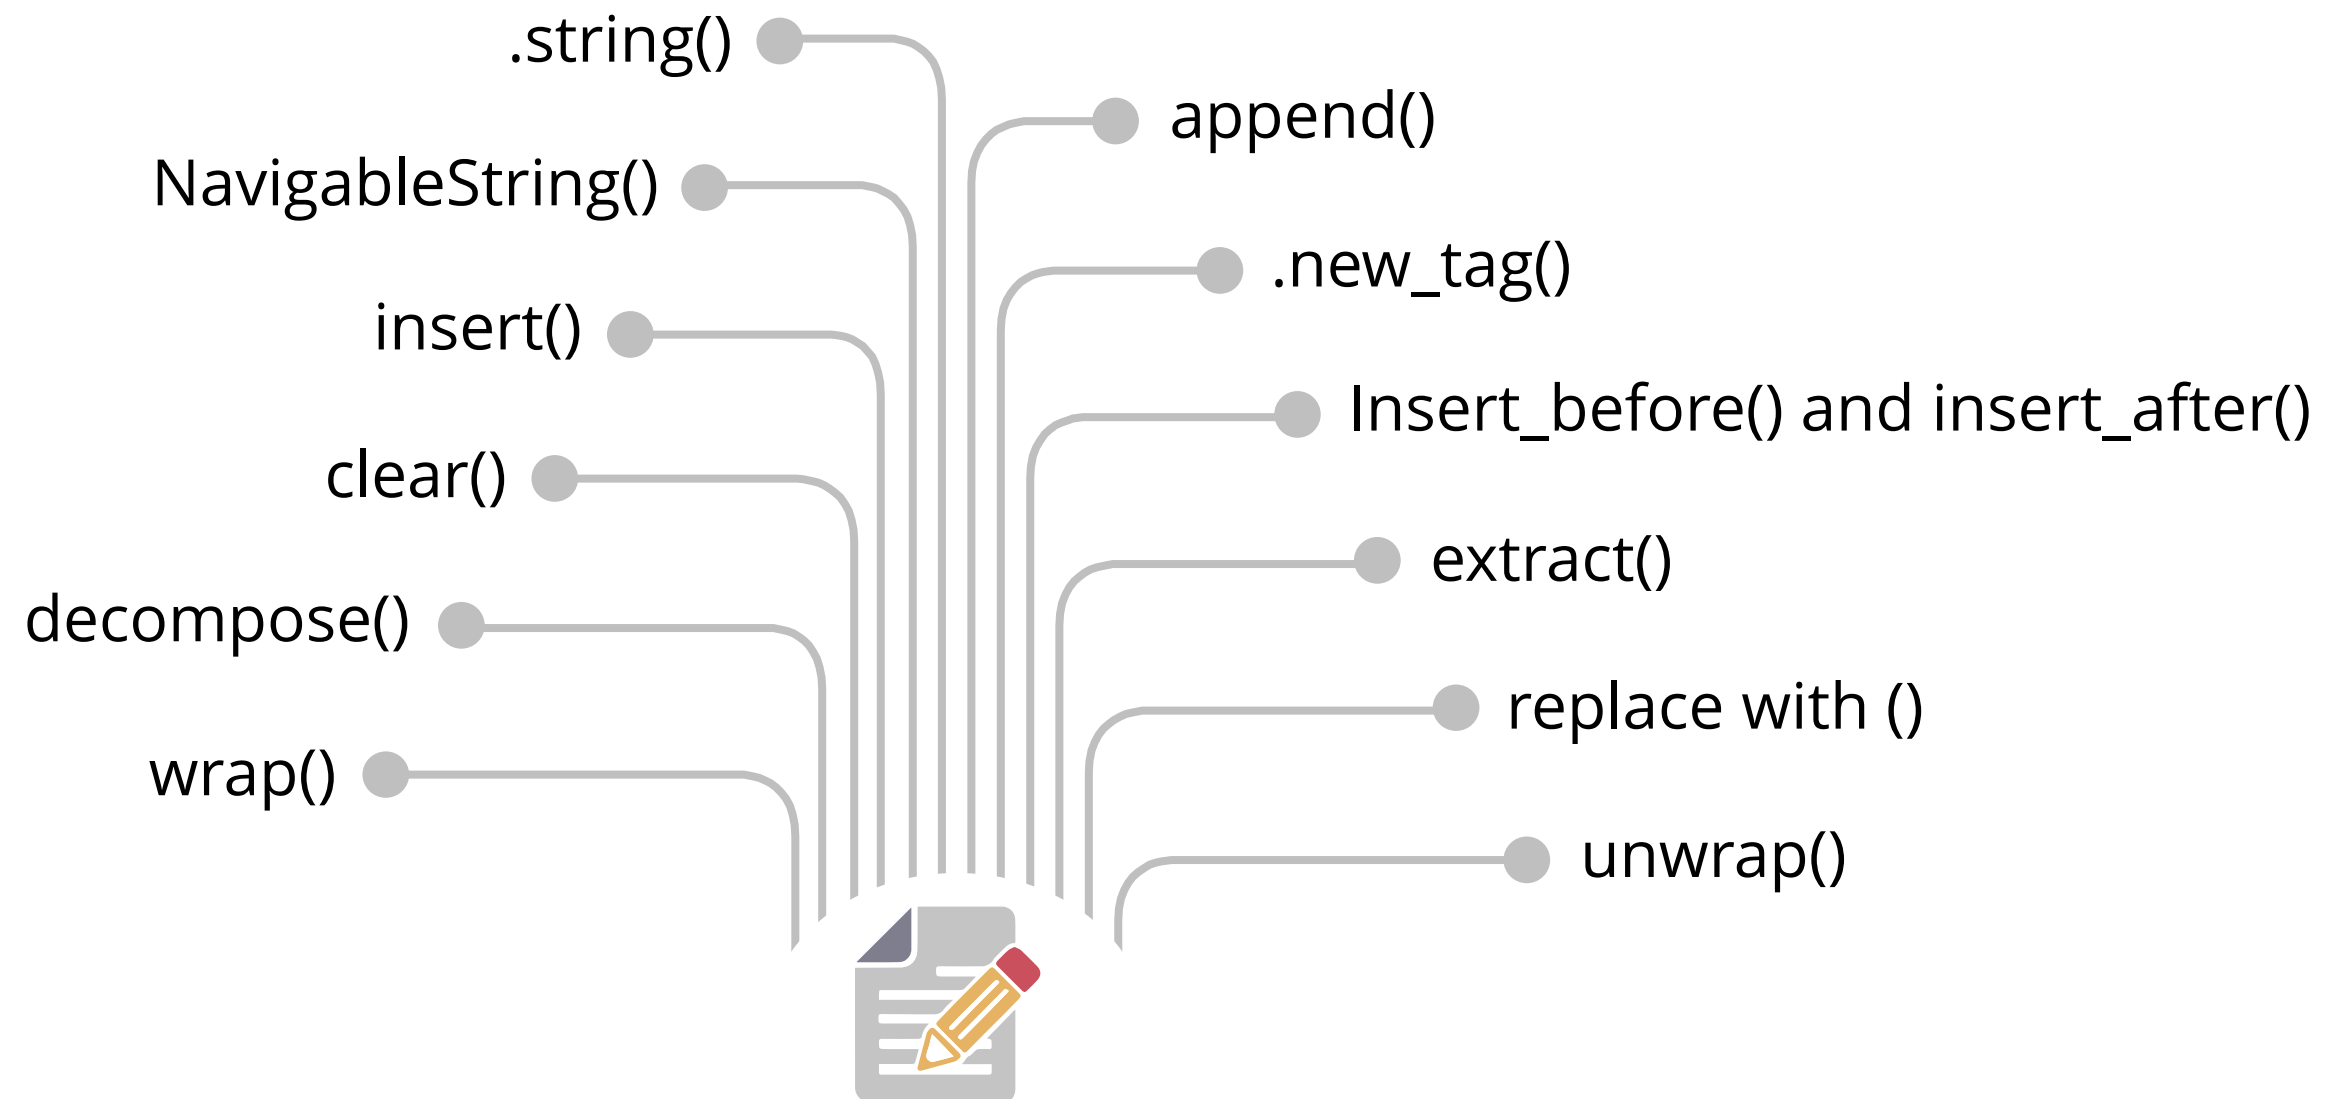 .string()
append()
NavigableString()
.new_tag()
insert()
Insert_before() and insert_after()
clear()
extract()
decompose()
replace with ()
wrap()
unwrap()